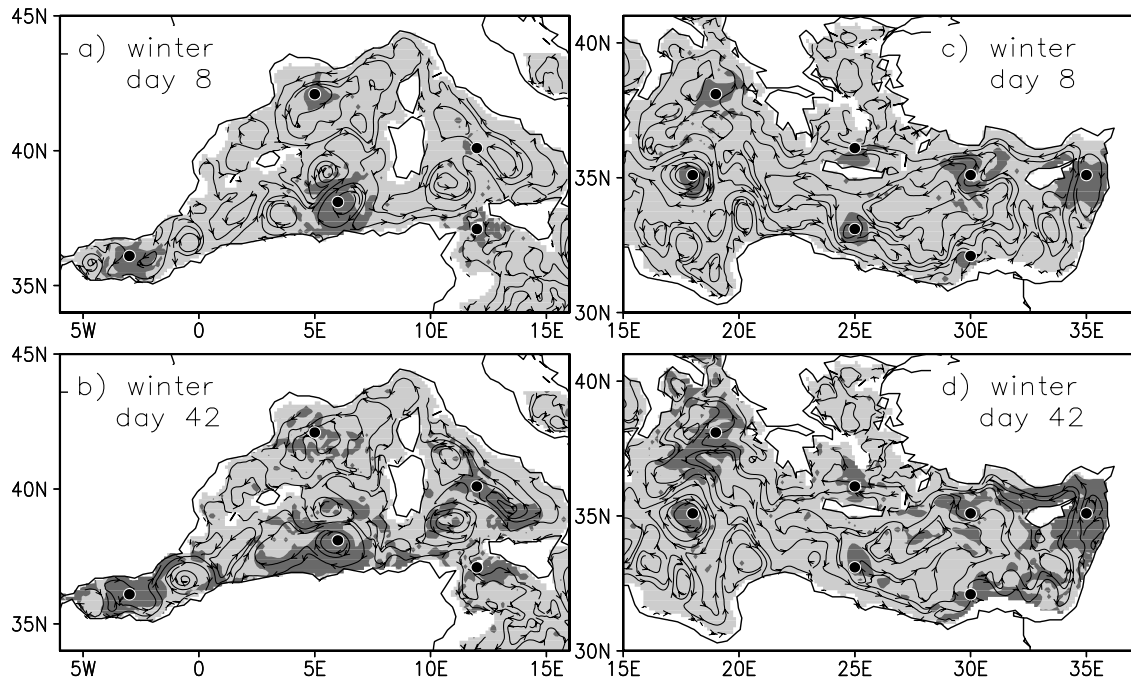 45N
40N
35N
a) winter
day 8
5W 0 5E 10E 15E
40N
35N
30N
c) winter
day 8
15E 20E 25E 30E 35E
45N
40N
35N
b) winter
day 42
5W 0 5E 10E 15E
40N
35N
30N
d) winter
day 42
15E 20E 25E 30E 35E